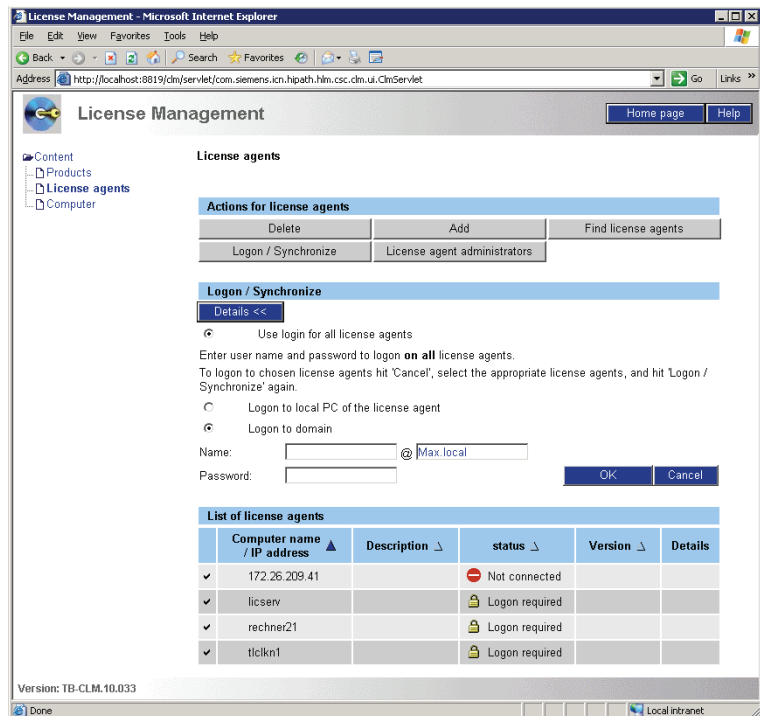 License Management - Microsoft Internet Explorer
File Edit View Favorites Tools Help
Back Search Favorites
Address http://localhost:8819/clm/servlet/com.siemens.icn.hipath.hlm.csc.clm.ui.ClmServlet Go Links »
License Management Home page Help
Content
Products
License agents
Computer
License agents
Actions for license agents
Delete Add Find license agents
Logon / Synchronize License agent administrators
Logon / Synchronize
Details <<
Use login for all license agents
Enter user name and password to logon on all license agents.
To logon to chosen license agents hit 'Cancel', select the appropriate license agents, and hit 'Logon /
Synchronize' again.
Logon to local PC of the license agent
Logon to domain
Name: @ Max.local
Password: OK Cancel
List of license agents
Computer name
/ IP address Description status Version Details
172.26.209.41 Not connected
licserv Logon required
rechner21 Logon required
tlclkn1 Logon required
Version: TB-CLM.10.033
Done Local intranet